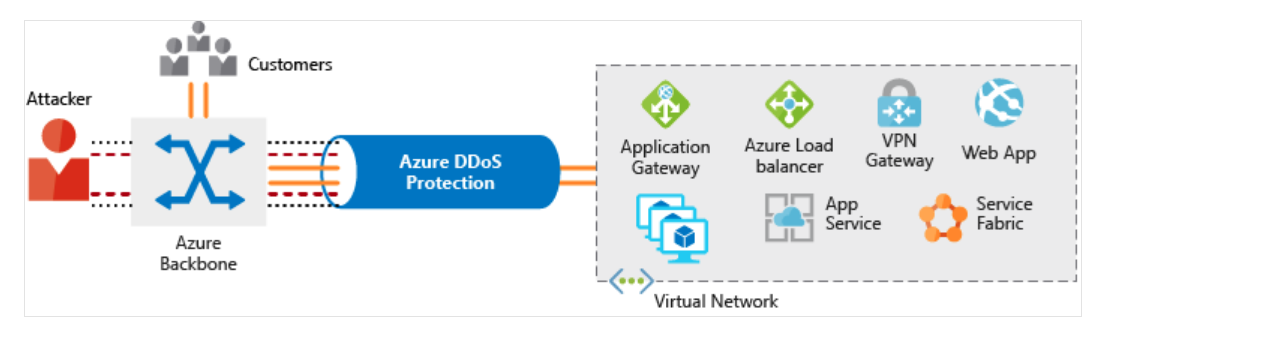 Customers
Attacker
Azure DDoS
Protection
Azure
Backbone
Application
Gateway
Azure Load
balancer
VPN
Gateway
Web App
App
Service
Service
Fabric
Virtual Network